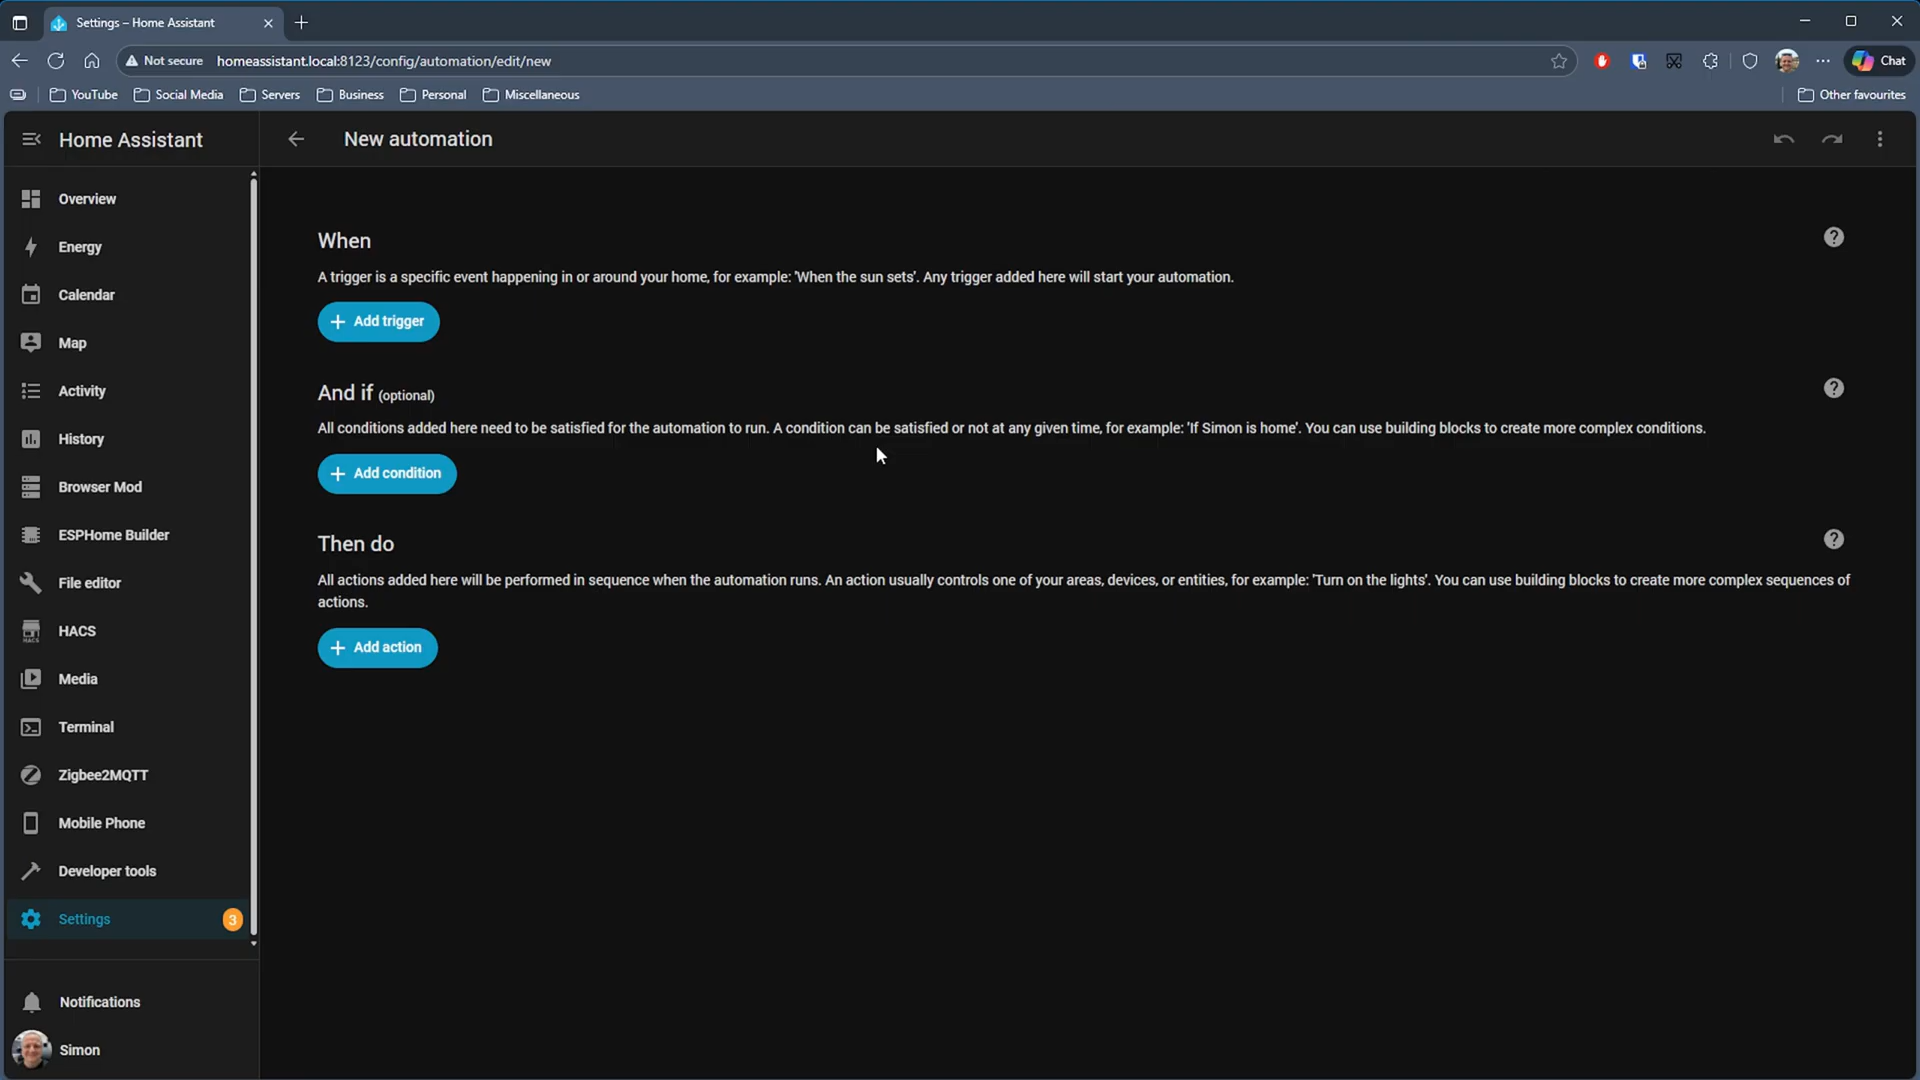 Settings – Home Assistant
Not secure homeassistant.local:8123/config/automation/edit/new
Chat
YouTube Social Media Servers Business Personal Miscellaneous Other favourites
Home Assistant
New automation
Overview
Energy
Calendar
Map
Activity
History
Browser Mod
ESPHome Builder
File editor
HACS
HACS
Media
Terminal
Zigbee2MQTT
Mobile Phone
Developer tools
Settings 3
Notifications
Simon
When
A trigger is a specific event happening in or around your home, for example: 'When the sun sets'. Any trigger added here will start your automation.
Add trigger
And if (optional)
All conditions added here need to be satisfied for the automation to run. A condition can be satisfied or not at any given time, for example: 'If Simon is home'. You can use building blocks to create more complex conditions.
Add condition
Then do
All actions added here will be performed in sequence when the automation runs. An action usually controls one of your areas, devices, or entities, for example: 'Turn on the lights'. You can use building blocks to create more complex sequences of
actions.
Add action